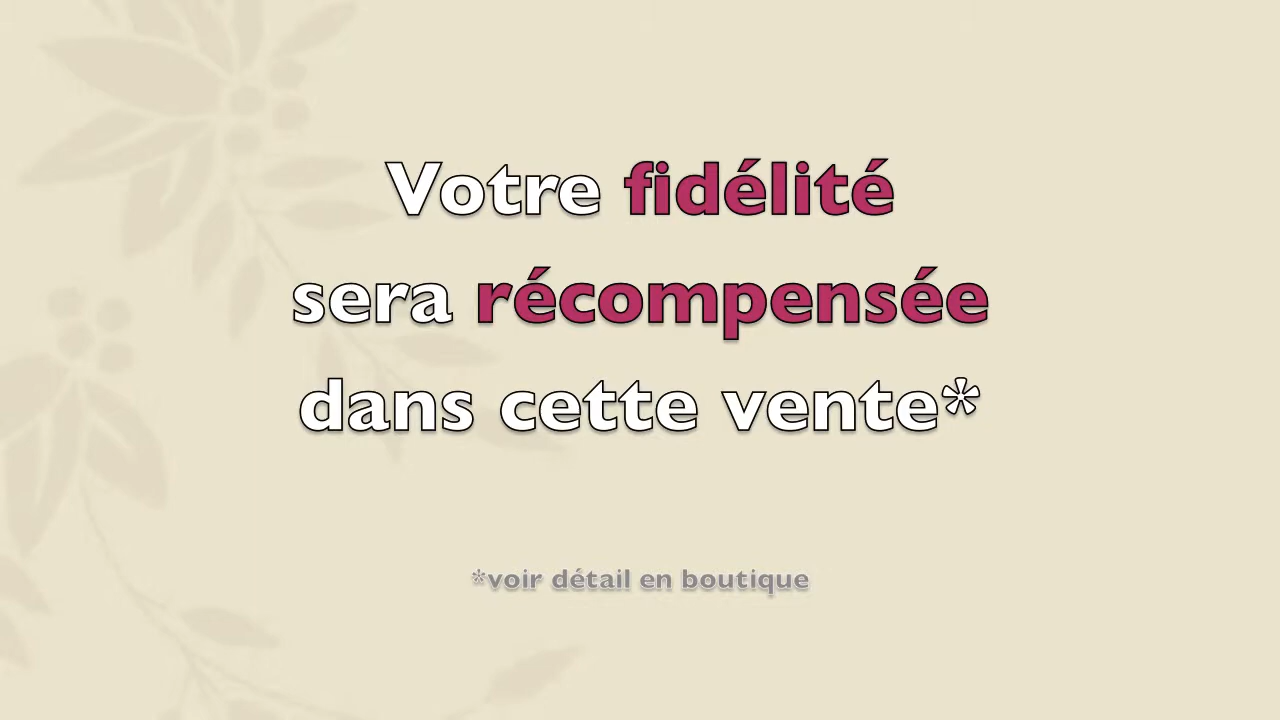 Votre fidélité
sera récompensée
dans cette vente*
*voir détail en boutique